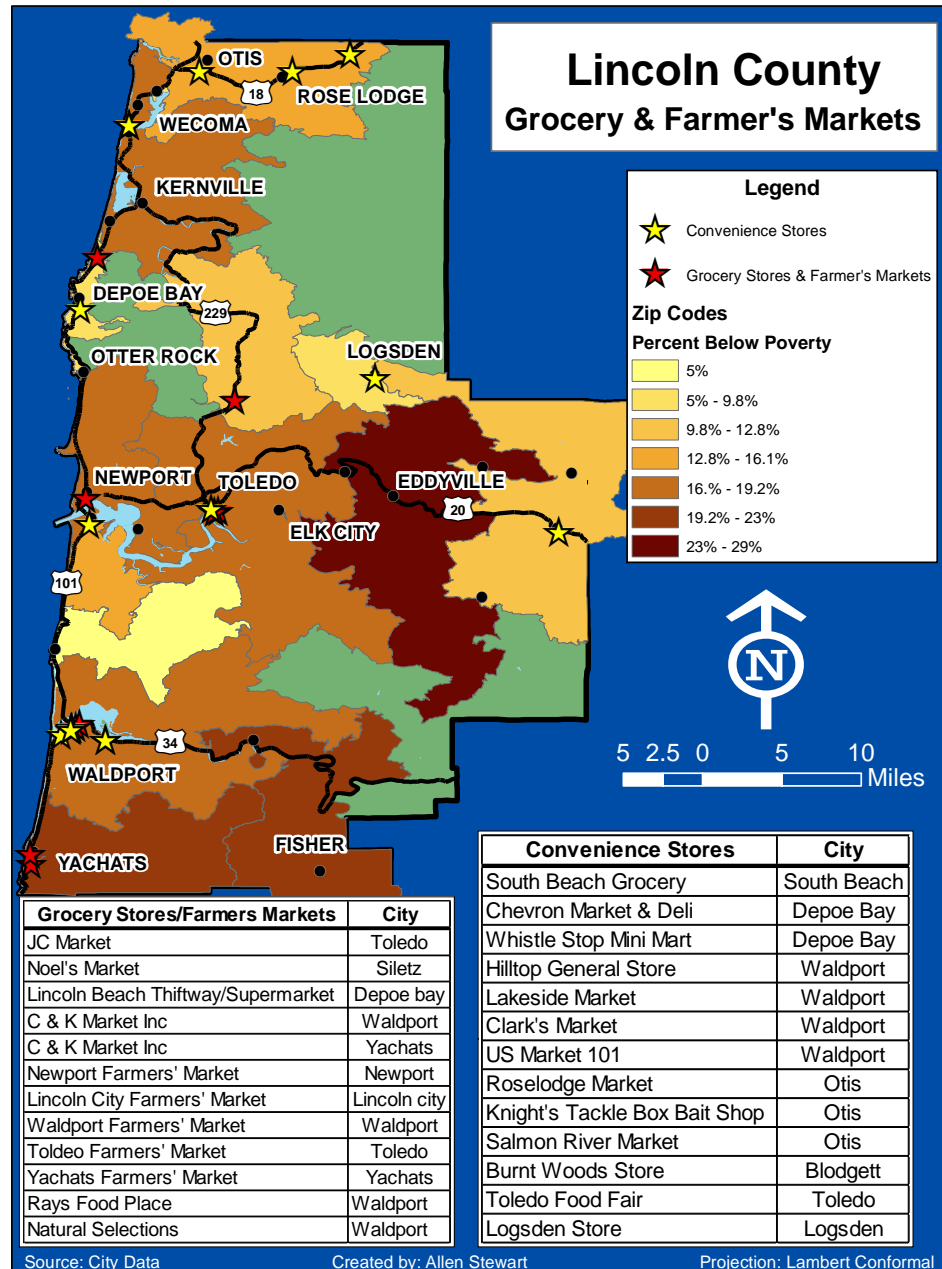 Lincoln County
Grocery & Farmer's Markets
OTIS
18
ROSE LODGE
WECOMA
KERNVILLE
DEPOE BAY
229
OTTER ROCK
LOGSDEN
NEWPORT
TOLEDO
EDDYVILLE
20
ELK CITY
101
34
WALDPORT
YACHATS
FISHER
Legend
Convenience Stores
Grocery Stores & Farmer's Markets
Zip Codes
Percent Below Poverty
5%
5% - 9.8%
9.8% - 12.8%
12.8% - 16.1%
16.% - 19.2%
19.2% - 23%
23% - 29%
N
5 2.5 0 5 10
Miles
Grocery Stores/Farmers Markets City
JC Market Toledo
Noel's Market Siletz
Lincoln Beach Thiftway/Supermarket Depoe bay
C & K Market Inc Waldport
C & K Market Inc Yachats
Newport Farmers' Market Newport
Lincoln City Farmers' Market Lincoln city
Waldport Farmers' Market Waldport
Toldeo Farmers' Market Toledo
Yachats Farmers' Market Yachats
Rays Food Place Waldport
Natural Selections Waldport
Convenience Stores City
South Beach Grocery South Beach
Chevron Market & Deli Depoe Bay
Whistle Stop Mini Mart Depoe Bay
Hilltop General Store Waldport
Lakeside Market Waldport
Clark's Market Waldport
US Market 101 Waldport
Roselodge Market Otis
Knight's Tackle Box Bait Shop Otis
Salmon River Market Otis
Burnt Woods Store Blodgett
Toledo Food Fair Toledo
Logsden Store Logsden
Source: City Data Created by: Allen Stewart Projection: Lambert Conformal